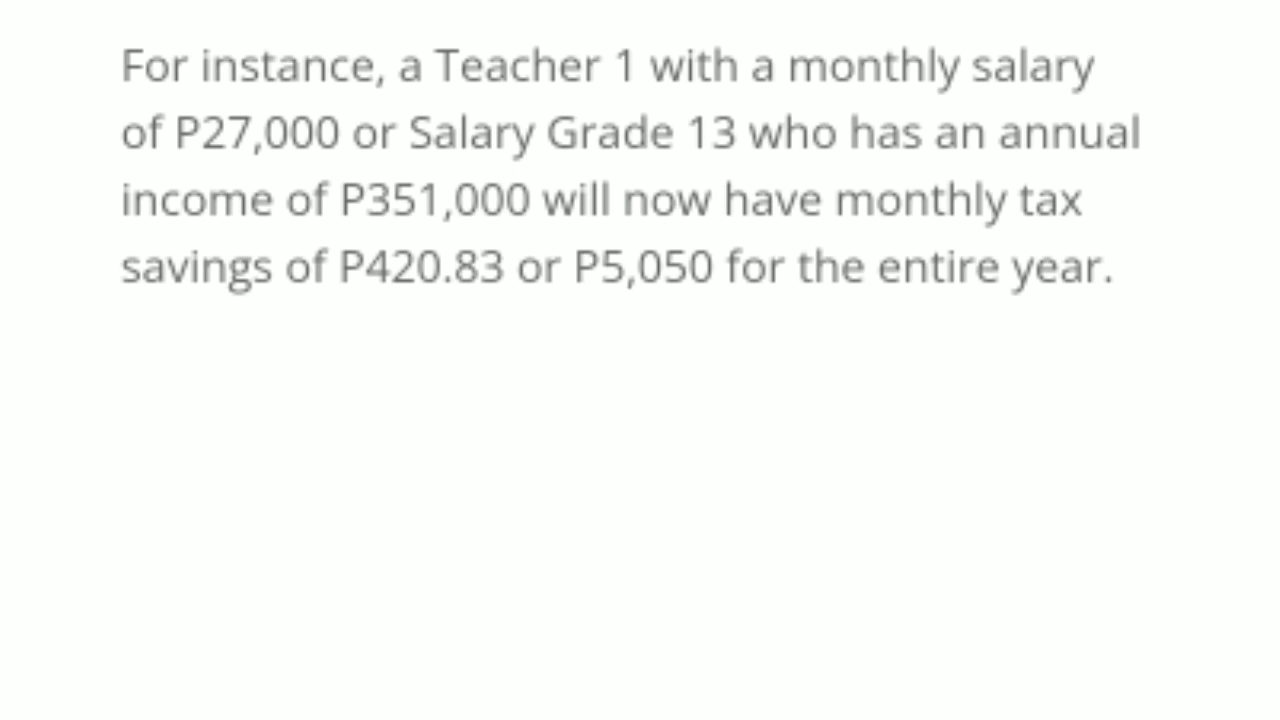 For instance, a Teacher 1 with a monthly salary
of P27,000 or Salary Grade 13 who has an annual
income of P351,000 will now have monthly tax
savings of P420.83 or P5,050 for the entire year.